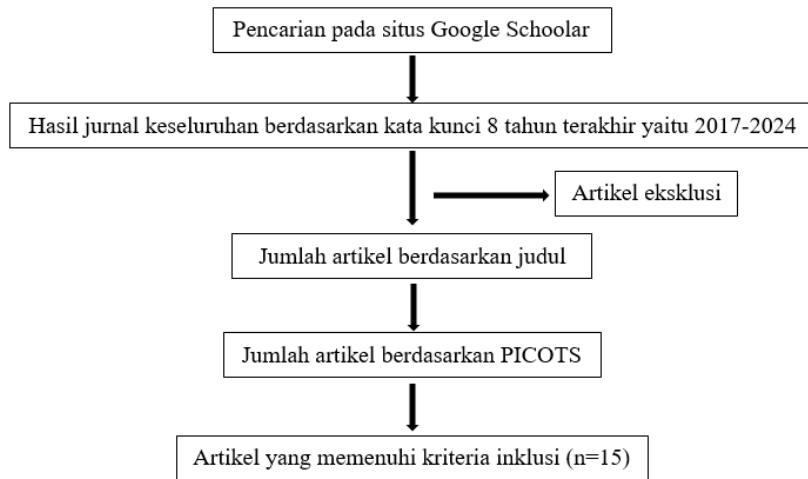 Pencarian pada situs Google Schoolar
Hasil jurnal keseluruhan berdasarkan kata kunci 8 tahun terakhir yaitu 2017-2024
Artikel eksklusi
Jumlah artikel berdasarkan judul
Jumlah artikel berdasarkan PICOTS
Artikel yang memenuhi kriteria inklusi (n=15)